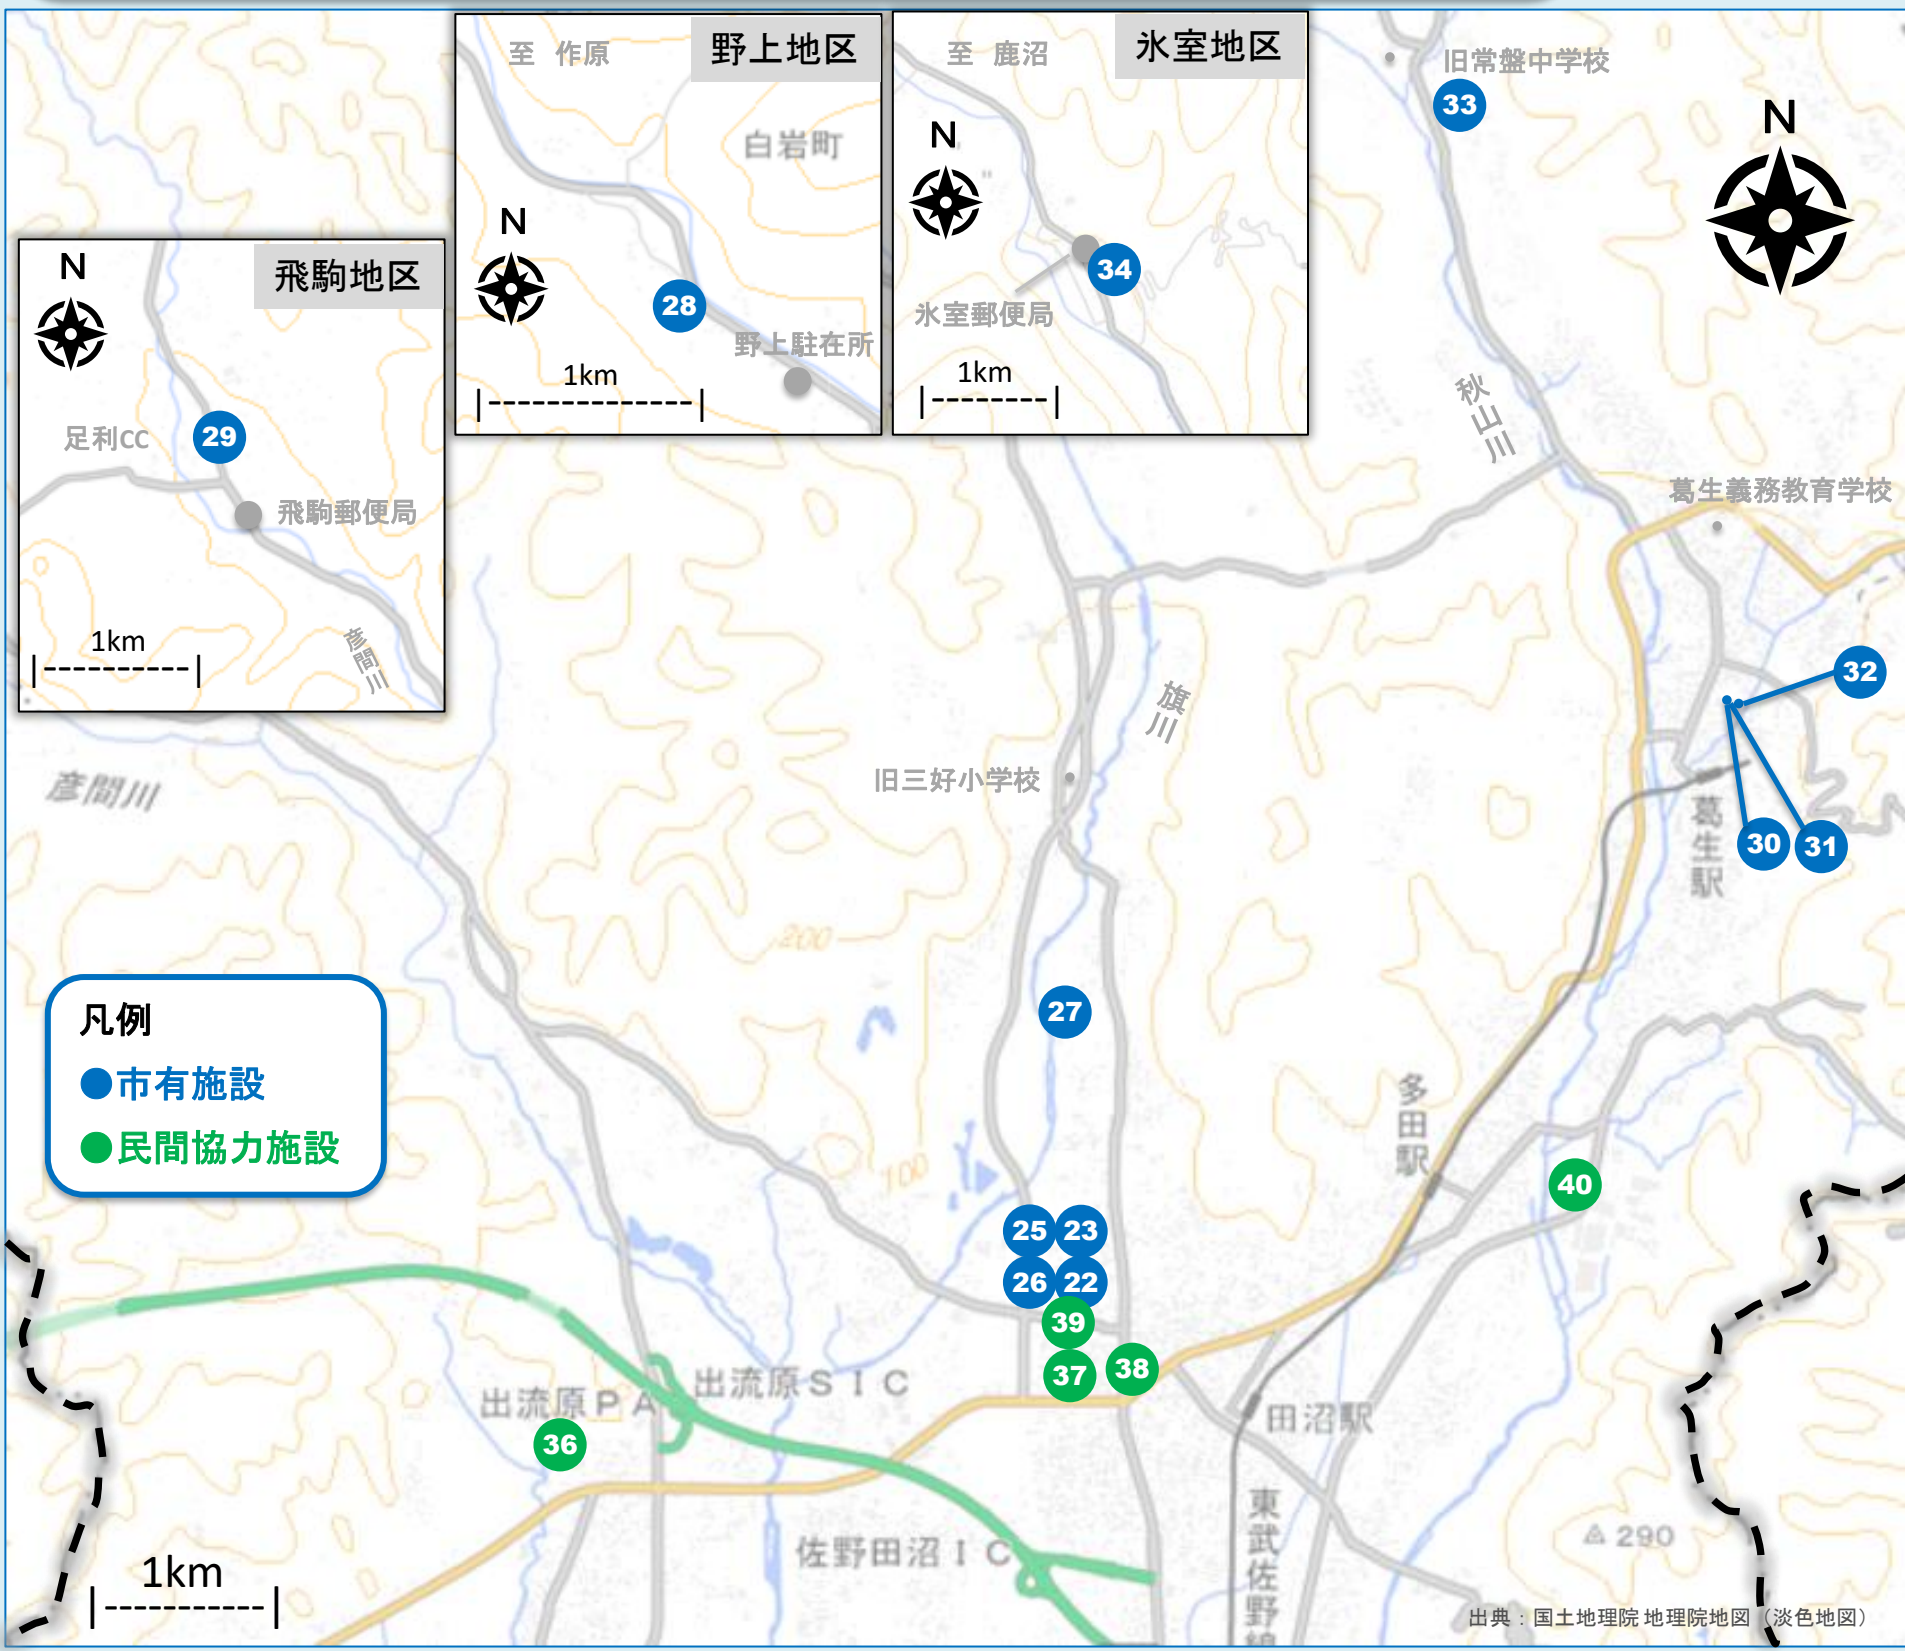 至 作原
野上地区
白岩町
N
28
野上駐在所
1km
至 鹿沼
氷室地区
N
34
氷室郵便局
1km
旧常盤中学校
33
N
飛駒地区
N
足利CC
29
飛駒郵便局
1km
彦間川
秋山川
葛生義務教育学校
32
旗川
旧三好小学校
彦間川
30
31
葛生駅
200
27
凡例
市有施設
民間協力施設
多田駅
100
40
25
23
26
22
39
37
38
出流原SIC
出流原PA
36
田沼駅
佐野田沼IC
東武佐野線
290
1km
出典：国土地理院 地理院地図（淡色地図）